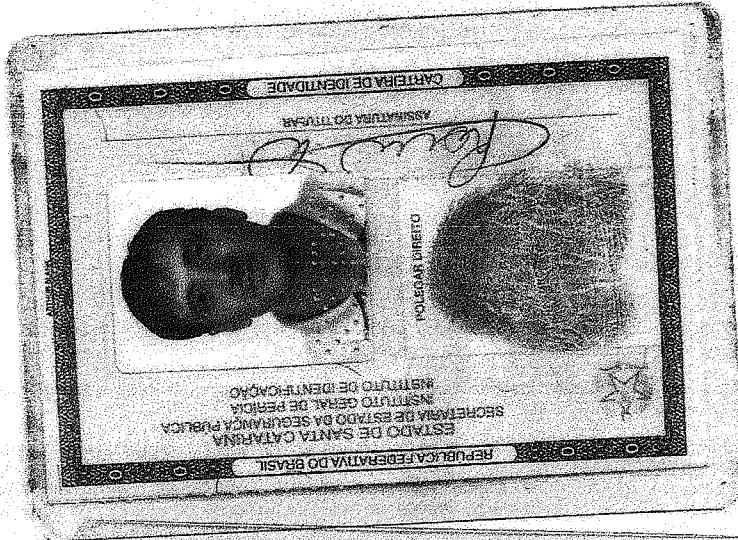 REPÚBLICA FEDERATIVA DO BRASIL
ESTADO DE SANTA CATARINA
SECRETARIA DE ESTADO DA SEGURANÇA PÚBLICA
INSTITUTO GERAL DE PERÍCIA
INSTITUTO DE IDENTIFICAÇÃO
POLEGAR DIREITO
ASSINATURA DO TITULAR
CARTEIRA DE IDENTIDADE